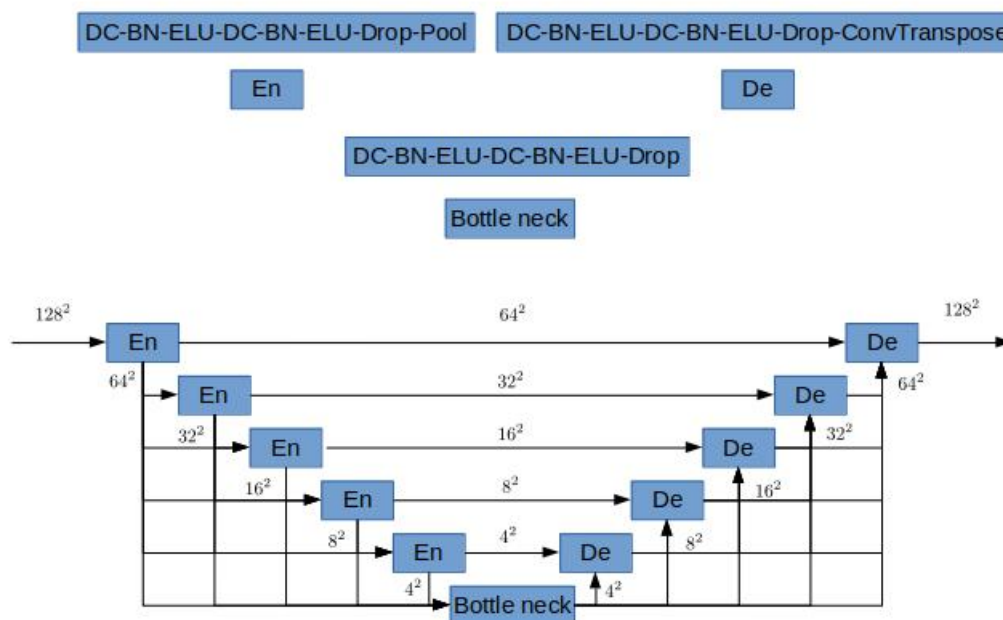 DC-BN-ELU-DC-BN-ELU-Drop-Pool
DC-BN-ELU-DC-BN-ELU-Drop-ConvTranspose
En
De
DC-BN-ELU-DC-BN-ELU-Drop
Bottle neck
128²
64²
128²
En
De
64²
32²
64²
En
De
32²
16²
32²
En
De
16²
8²
16²
En
De
8²
4²
8²
En
De
4²
4²
Bottle neck